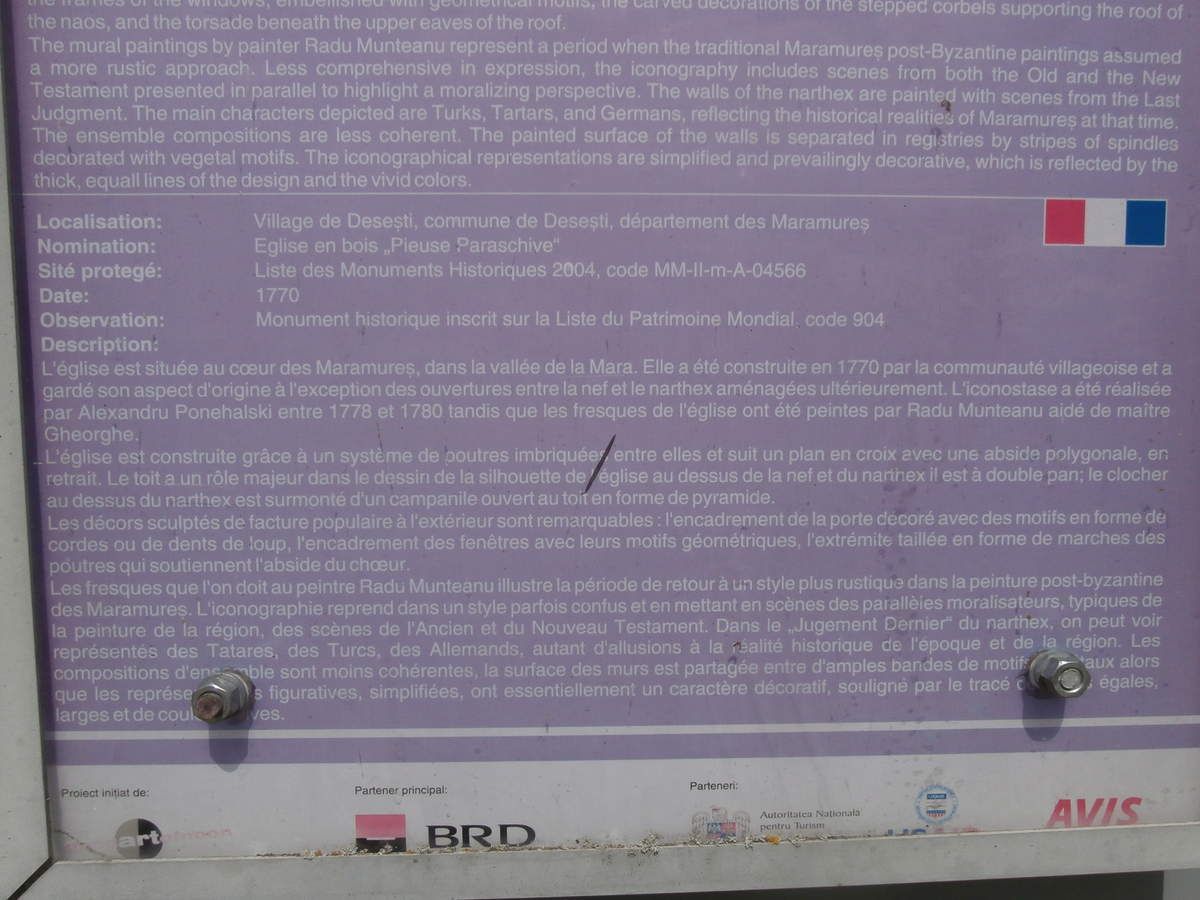 the frames of the windows, embellished with geometrical motifs, the carved decorations of the stepped corbels supporting the roof of
the naos, and the torsade beneath the upper eaves of the roof.
The mural paintings by painter Radu Munteanu represent a period when the traditional Maramureș post-Byzantine paintings assumed
a more rustic approach. Less comprehensive in expression, the iconography includes scenes from both the Old and the New
Testament presented in parallel to highlight a moralizing perspective. The walls of the narthex are painted with scenes from the Last
Judgment. The main characters depicted are Turks, Tartars, and Germans, reflecting the historical realities of Maramureș at that time.
The ensemble compositions are less coherent. The painted surface of the walls is separated in registries by stripes of spindles
decorated with vegetal motifs. The iconographical representations are simplified and prevailingly decorative, which is reflected by the
thick, equall lines of the design and the vivid colors.
Localisation: Village de Desești, commune de Desești, département des Maramureș
Nomination: Eglise en bois „Pieuse Paraschive"
Sité protegé: Liste des Monuments Historiques 2004, code MM-II-m-A-04566
Date: 1770
Observation: Monument historique inscrit sur la Liste du Patrimoine Mondial, code 904
Description:
L'église est située au cœur des Maramureș, dans la vallée de la Mara. Elle a été construite en 1770 par la communauté villageoise et a
gardé son aspect d'origine à l'exception des ouvertures entre la nef et le narthex aménagées ultérieurement. L'iconostase a été réalisée
par Alexandru Ponehalski entre 1778 et 1780 tandis que les fresques de l'église ont été peintes par Radu Munteanu aidé de maître
Gheorghe.
L'église est construite grâce à un système de poutres imbriquées entre elles et suit un plan en croix avec une abside polygonale, en
retrait. Le toit a un rôle majeur dans le dessin de la silhouette de l'église au dessus de la nef et du narthex il est à double pan; le clocher
au dessus du narthex est surmonté d'un campanile ouvert au toit en forme de pyramide.
Les décors sculptés de facture populaire à l'extérieur sont remarquables : l'encadrement de la porte décoré avec des motifs en forme de
cordes ou de dents de loup, l'encadrement des fenêtres avec leurs motifs géométriques, l'extrémite taillée en forme de marches des
poutres qui soutiennent l'abside du chœur.
Les fresques que l'on doit au peintre Radu Munteanu illustre la période de retour à un style plus rustique dans la peinture post-byzantine
des Maramures. L'iconographie reprend dans un style parfois confus et en mettant en scènes des parallèles moralisateurs, typiques de
la peinture de la région, des scènes de l'Ancien et du Nouveau Testament. Dans le „Jugement Dernier" du narthex, on peut voir
représentés des Tatares, des Turcs, des Allemands, autant d'allusions à la réalité historique de l'époque et de la région. Les
compositions d'ensemble sont moins cohérentes, la surface des murs est partagée entre d'amples bandes de motifs aux alors
que les représe s figuratives, simplifiées, ont essentiellement un caractère décoratif, souligné par le tracé égales,
larges et de coul ves.
Proiect inițiat de: Partener principal: Parteneri:
art BRD Autoritatea Națională
pentru Turism
AVIS